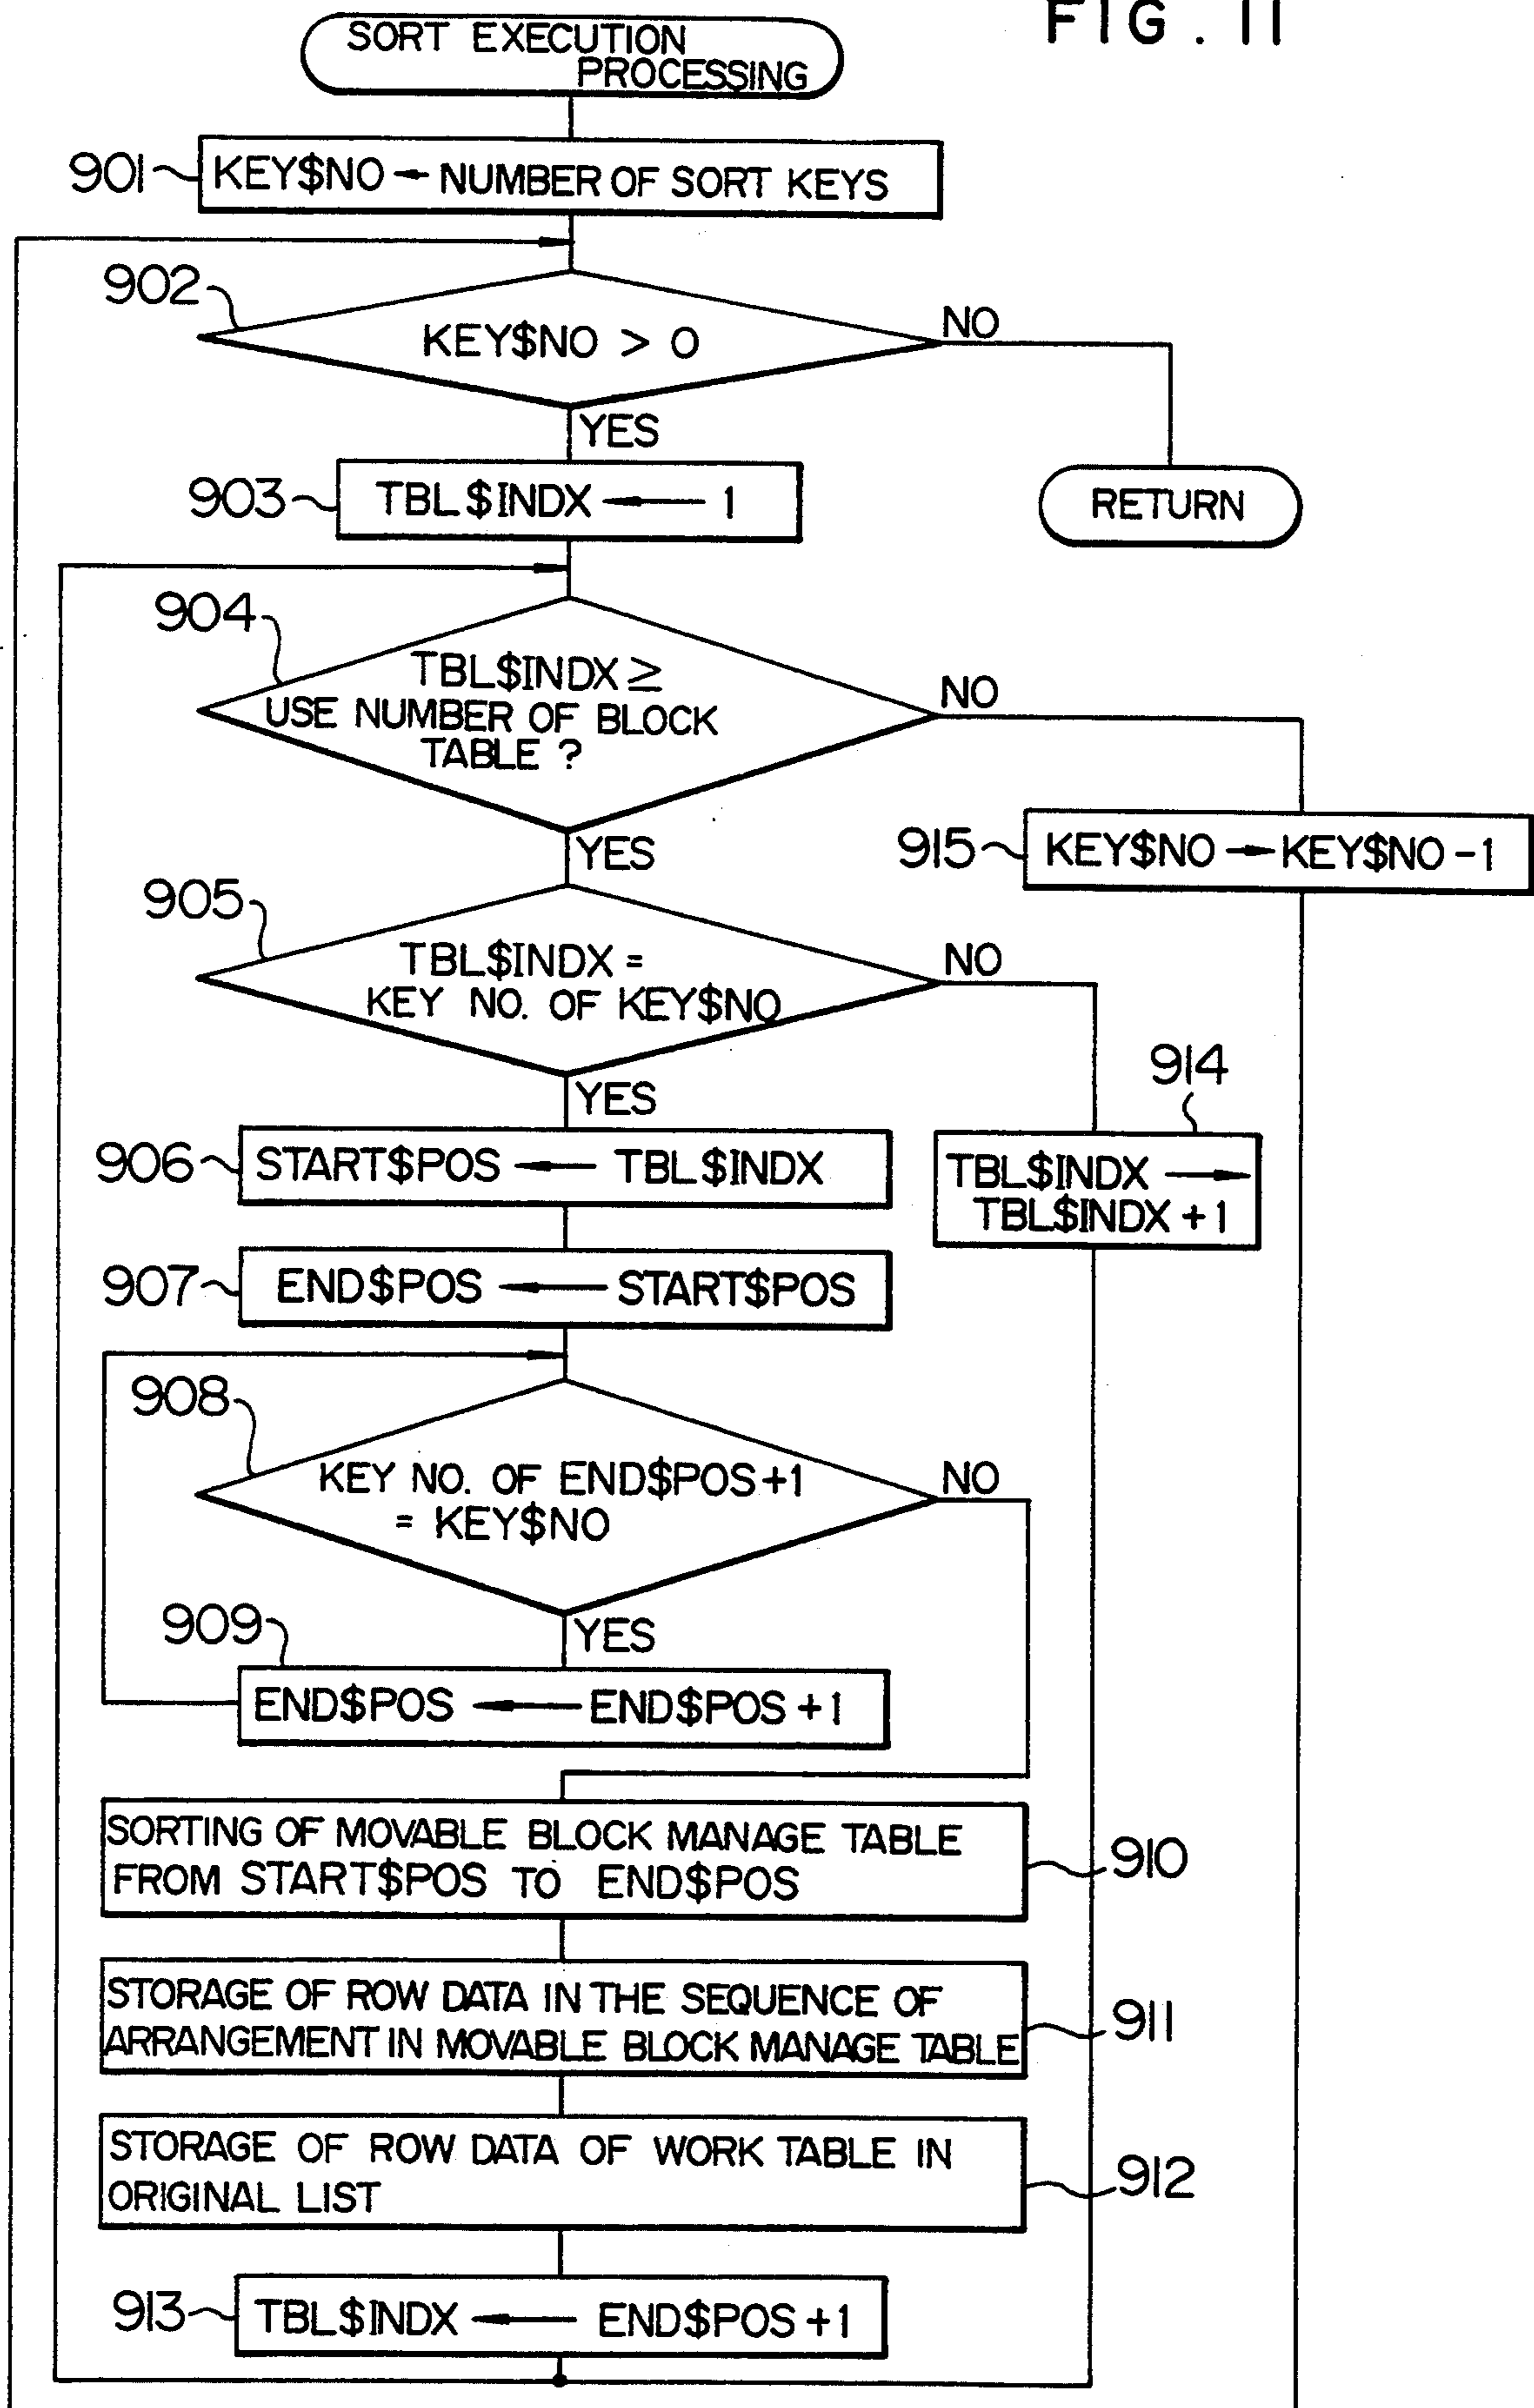 FIG. 11
SORT EXECUTION
PROCESSING
901
KEY$NO ← NUMBER OF SORT KEYS
902
KEY$NO > 0
NO
YES
903
TBL$INDX ← 1
RETURN
904
TBL$INDX ≥
USE NUMBER OF BLOCK
TABLE ?
NO
YES
915
KEY$NO → KEY$NO -1
905
TBL$INDX =
KEY NO. OF KEY$NO
NO
YES
914
TBL$INDX →
TBL$INDX +1
906
START$POS ← TBL$INDX
907
END$POS ← START$POS
908
KEY NO. OF END$POS +1
= KEY$NO
NO
YES
909
END$POS ← END$POS +1
SORTING OF MOVABLE BLOCK MANAGE TABLE
FROM START$POS TO END$POS
910
STORAGE OF ROW DATA IN THE SEQUENCE OF
ARRANGEMENT IN MOVABLE BLOCK MANAGE TABLE
911
STORAGE OF ROW DATA OF WORK TABLE IN
ORIGINAL LIST
912
913
TBL$INDX ← END$POS +1